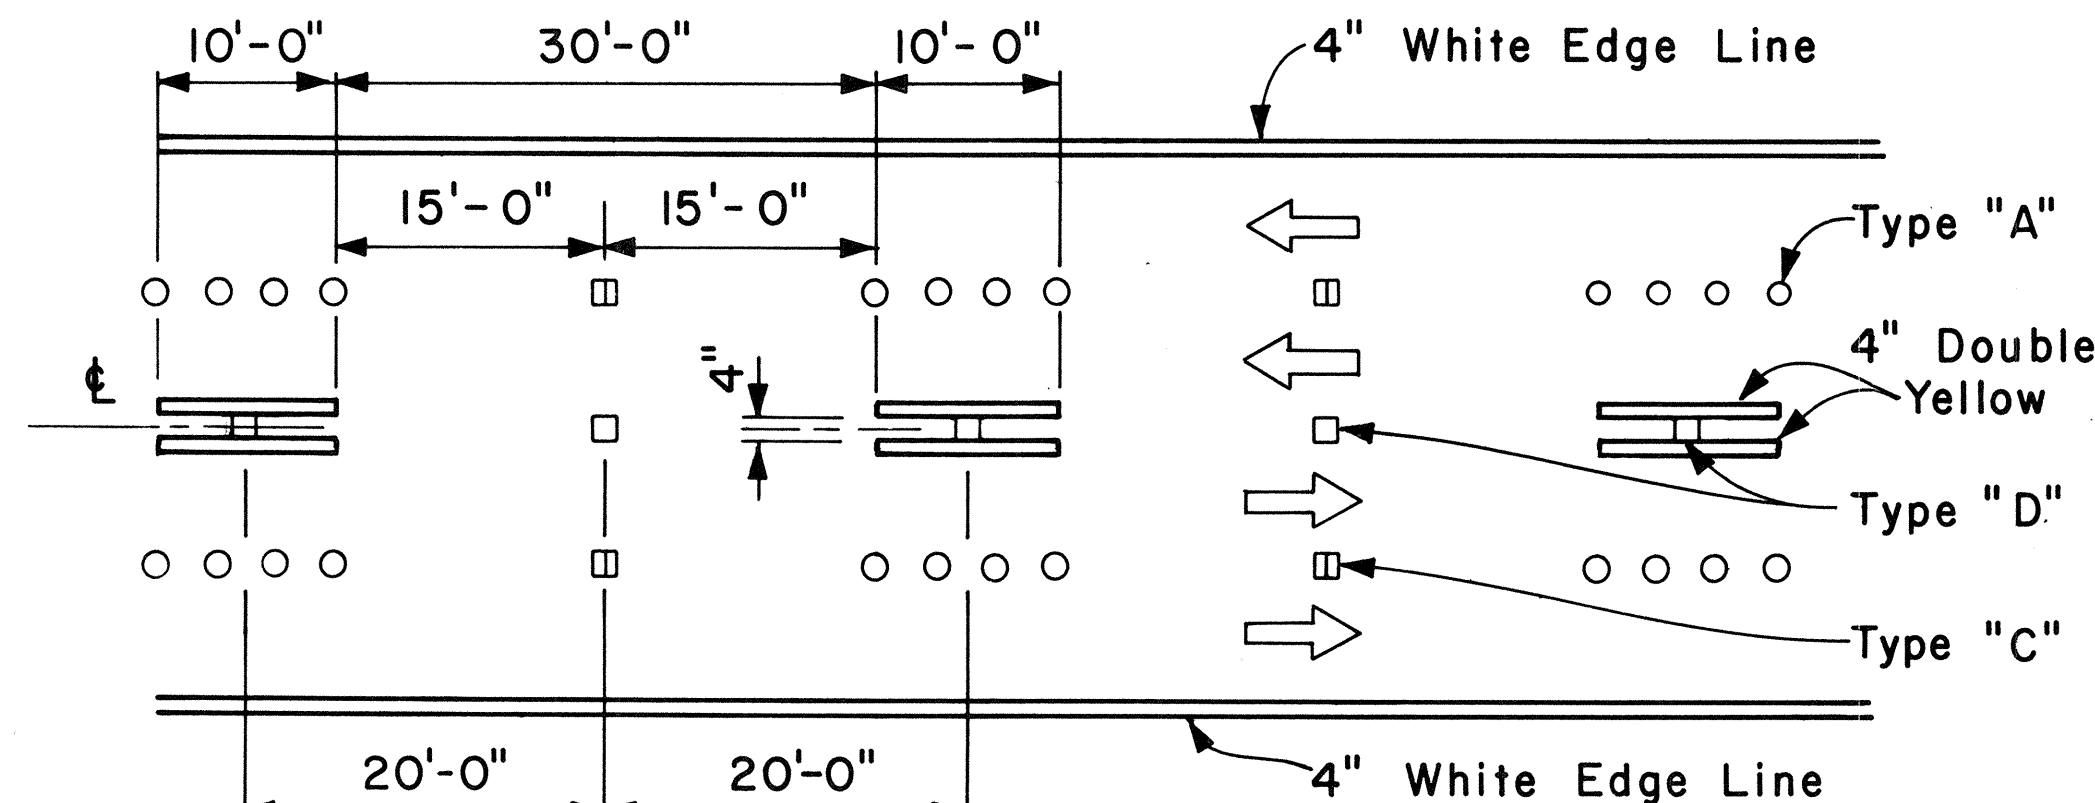 10'-0" 30'-0" 10'-0" 4" White Edge Line
15'-0" 15'-0" Type "A"
4" Double
Yellow
℄ 4"
Type "D"
Type "C"
20'-0" 20'-0" 4" White Edge Line